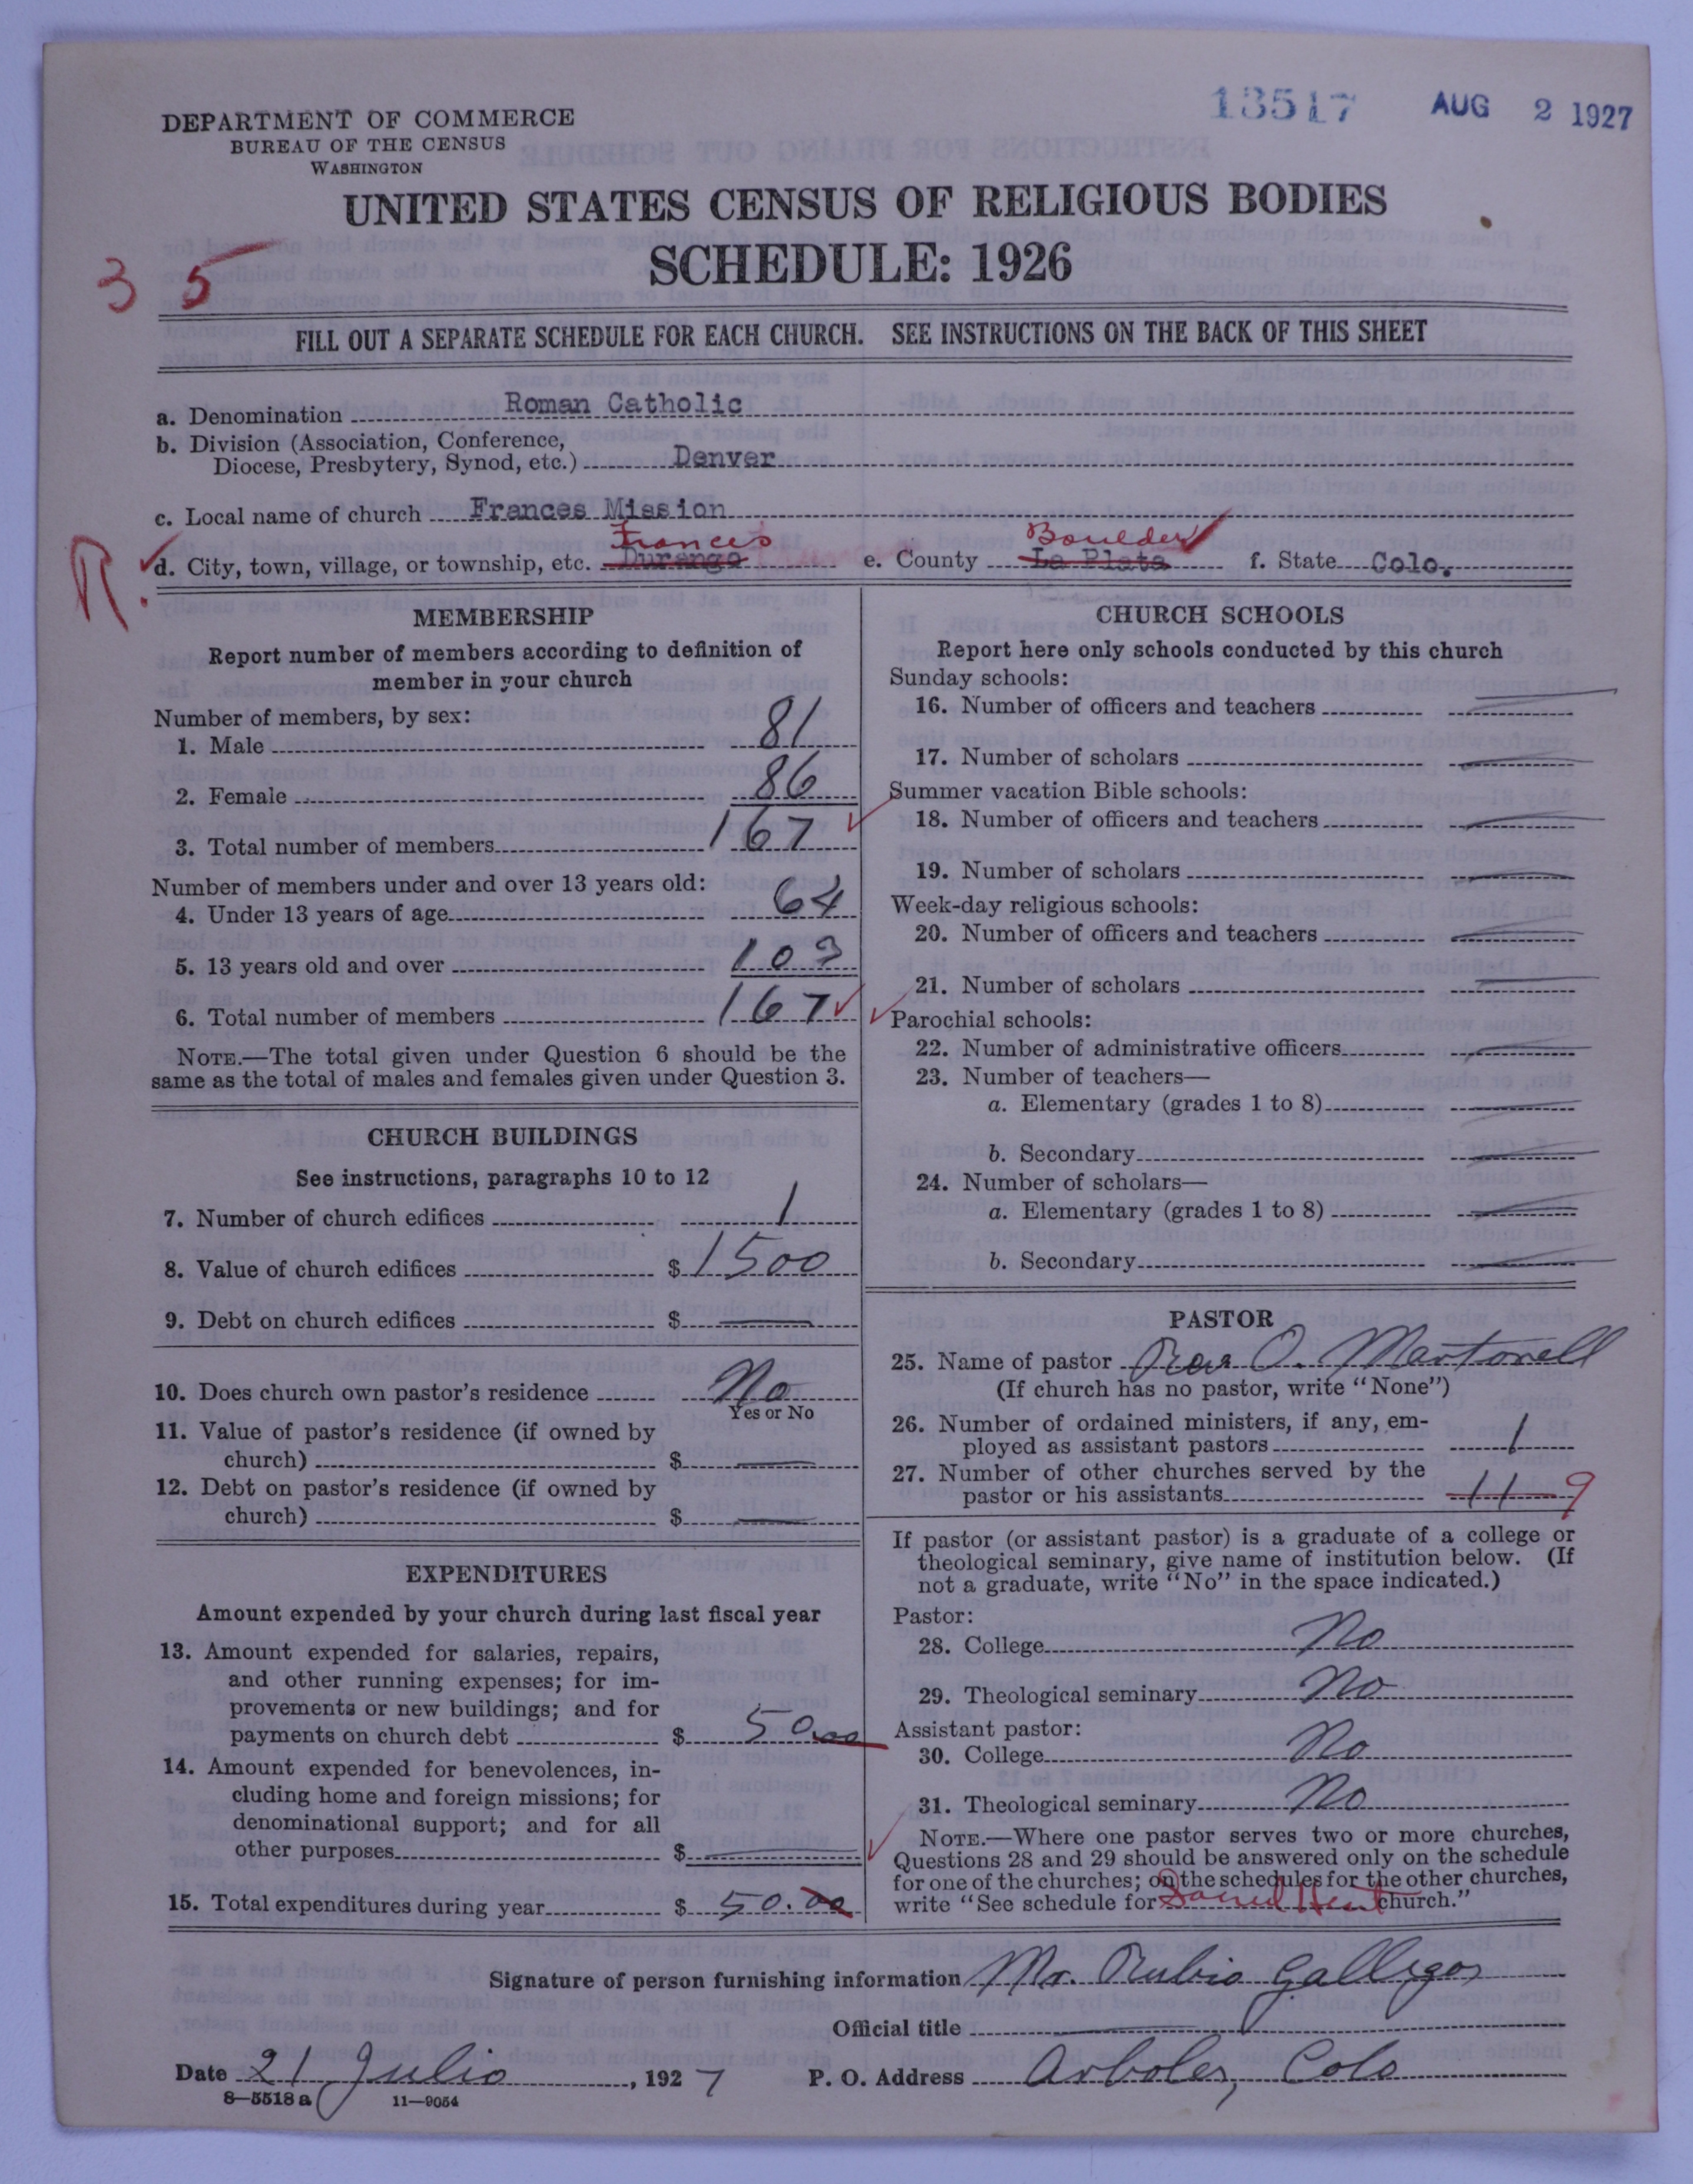 13517 AUG 2 1927
DEPARTMENT OF COMMERCE
BUREAU OF THE CENSUS
WASHINGTON
UNITED STATES CENSUS OF RELIGIOUS BODIES
SCHEDULE: 1926
3 5
FILL OUT A SEPARATE SCHEDULE FOR EACH CHURCH. SEE INSTRUCTIONS ON THE BACK OF THIS SHEET
a. Denomination Roman Catholic
b. Division (Association, Conference,
Diocese, Presbytery, Synod, etc.) Denver
c. Local name of church Frances Mission
Frances Boulder
R. d. City, town, village, or township, etc. Durango e. County La Plata f. State Colo.
MEMBERSHIP
Report number of members according to definition of
member in your church
Number of members, by sex:
1. Male 81
2. Female 86
3. Total number of members 167
Number of members under and over 13 years old:
4. Under 13 years of age 64
5. 13 years old and over 103
6. Total number of members 167
NOTE.—The total given under Question 6 should be the
same as the total of males and females given under Question 3.
CHURCH BUILDINGS
See instructions, paragraphs 10 to 12
7. Number of church edifices 1
8. Value of church edifices $ 1500
9. Debt on church edifices $ —
10. Does church own pastor's residence No
Yes or No
11. Value of pastor's residence (if owned by
church) $ —
12. Debt on pastor's residence (if owned by
church) $ —
EXPENDITURES
Amount expended by your church during last fiscal year
13. Amount expended for salaries, repairs,
and other running expenses; for im-
provements or new buildings; and for
payments on church debt $ 50.00
14. Amount expended for benevolences, in-
cluding home and foreign missions; for
denominational support; and for all
other purposes $ —
15. Total expenditures during year $ 50.00
CHURCH SCHOOLS
Report here only schools conducted by this church
Sunday schools:
16. Number of officers and teachers —
17. Number of scholars —
Summer vacation Bible schools:
18. Number of officers and teachers —
19. Number of scholars —
Week-day religious schools:
20. Number of officers and teachers —
21. Number of scholars —
Parochial schools:
22. Number of administrative officers —
23. Number of teachers—
a. Elementary (grades 1 to 8) —
b. Secondary —
24. Number of scholars—
a. Elementary (grades 1 to 8) —
b. Secondary —
PASTOR
25. Name of pastor Rev O. Martorell
(If church has no pastor, write "None")
26. Number of ordained ministers, if any, em-
ployed as assistant pastors 1
27. Number of other churches served by the
pastor or his assistants 11 9
If pastor (or assistant pastor) is a graduate of a college or
theological seminary, give name of institution below. (If
not a graduate, write "No" in the space indicated.)
Pastor:
28. College No
29. Theological seminary No
Assistant pastor:
30. College No
31. Theological seminary No
NOTE.—Where one pastor serves two or more churches,
Questions 28 and 29 should be answered only on the schedule
for one of the churches; on the schedules for the other churches,
write "See schedule for Sacred Heart church."
Signature of person furnishing information Mr. Rubio Gallegos
Official title —
Date 21 Julio, 1927 P. O. Address Arboles, Colo
8—5518 a 11—9054